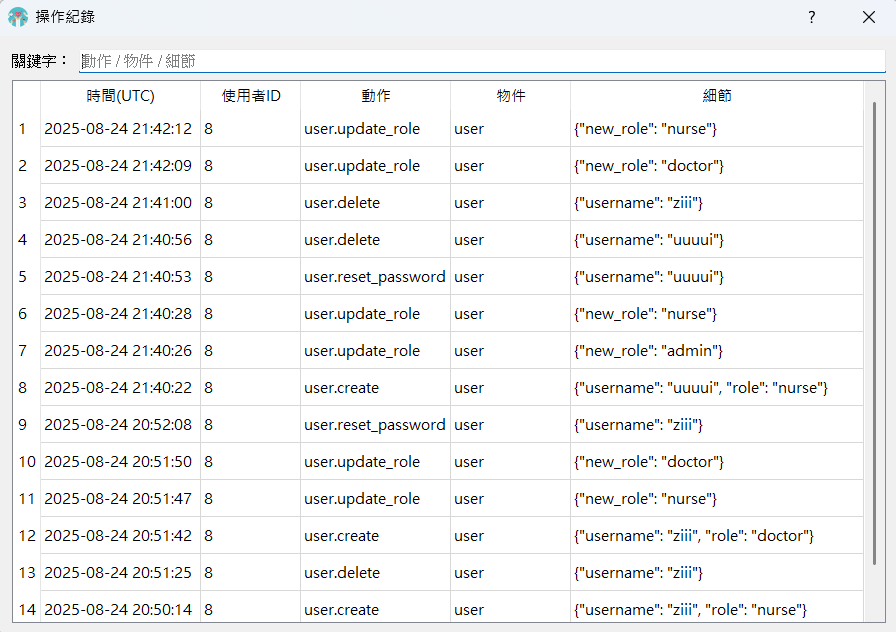 操作紀錄 ?
關鍵字： 動作 / 物件 / 細節
時間(UTC) 使用者ID 動作 物件 細節
1 2025-08-24 21:42:12 8 user.update_role user {"new_role": "nurse"}
2 2025-08-24 21:42:09 8 user.update_role user {"new_role": "doctor"}
3 2025-08-24 21:41:00 8 user.delete user {"username": "ziii"}
4 2025-08-24 21:40:56 8 user.delete user {"username": "uuuui"}
5 2025-08-24 21:40:53 8 user.reset_password user {"username": "uuuui"}
6 2025-08-24 21:40:28 8 user.update_role user {"new_role": "nurse"}
7 2025-08-24 21:40:26 8 user.update_role user {"new_role": "admin"}
8 2025-08-24 21:40:22 8 user.create user {"username": "uuuui", "role": "nurse"}
9 2025-08-24 20:52:08 8 user.reset_password user {"username": "ziii"}
10 2025-08-24 20:51:50 8 user.update_role user {"new_role": "doctor"}
11 2025-08-24 20:51:47 8 user.update_role user {"new_role": "nurse"}
12 2025-08-24 20:51:42 8 user.create user {"username": "ziii", "role": "doctor"}
13 2025-08-24 20:51:25 8 user.delete user {"username": "ziii"}
14 2025-08-24 20:50:14 8 user.create user {"username": "ziii", "role": "nurse"}